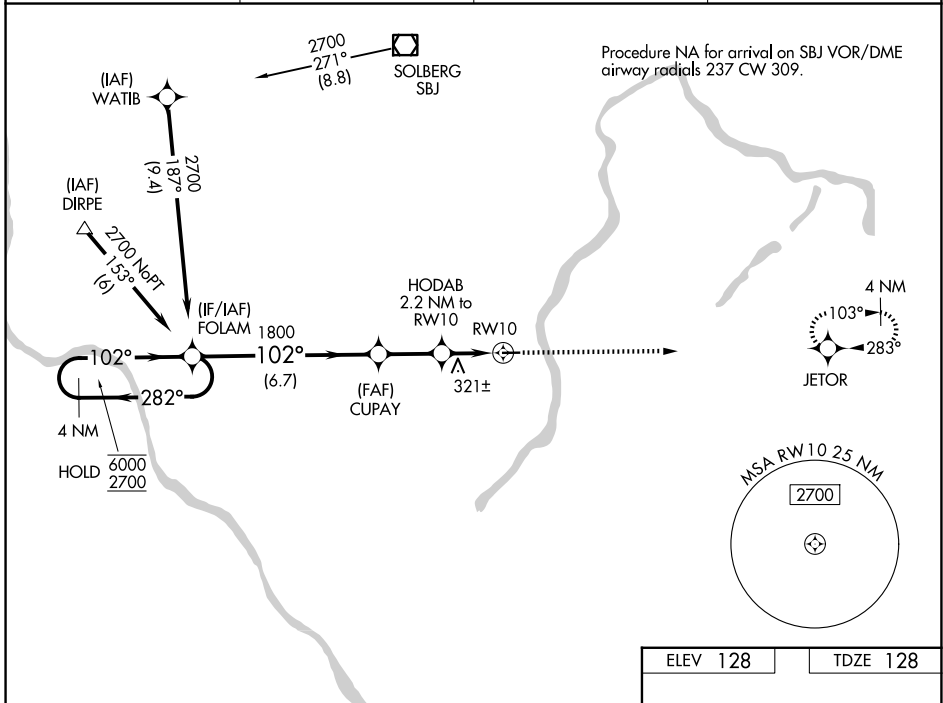 2700
271°
(8.8)
SOLBERG
SBJ
Procedure NA for arrival on SBJ VOR/DME
airway radials 237 CW 309.
(IAF)
WATIB
2700
187°
(9.4)
(IAF)
DIRPE
2700 NoPT
153°
(6)
(IF/IAF)
FOLAM
1800
102°
(6.7)
HODAB
2.2 NM to
RW10
RW10
4 NM
103°
283°
JETOR
102°
282°
(FAF)
CUPAY
321±
4 NM
HOLD
6000
2700
MSA RW10 25 NM
2700
ELEV 128
TDZE 128